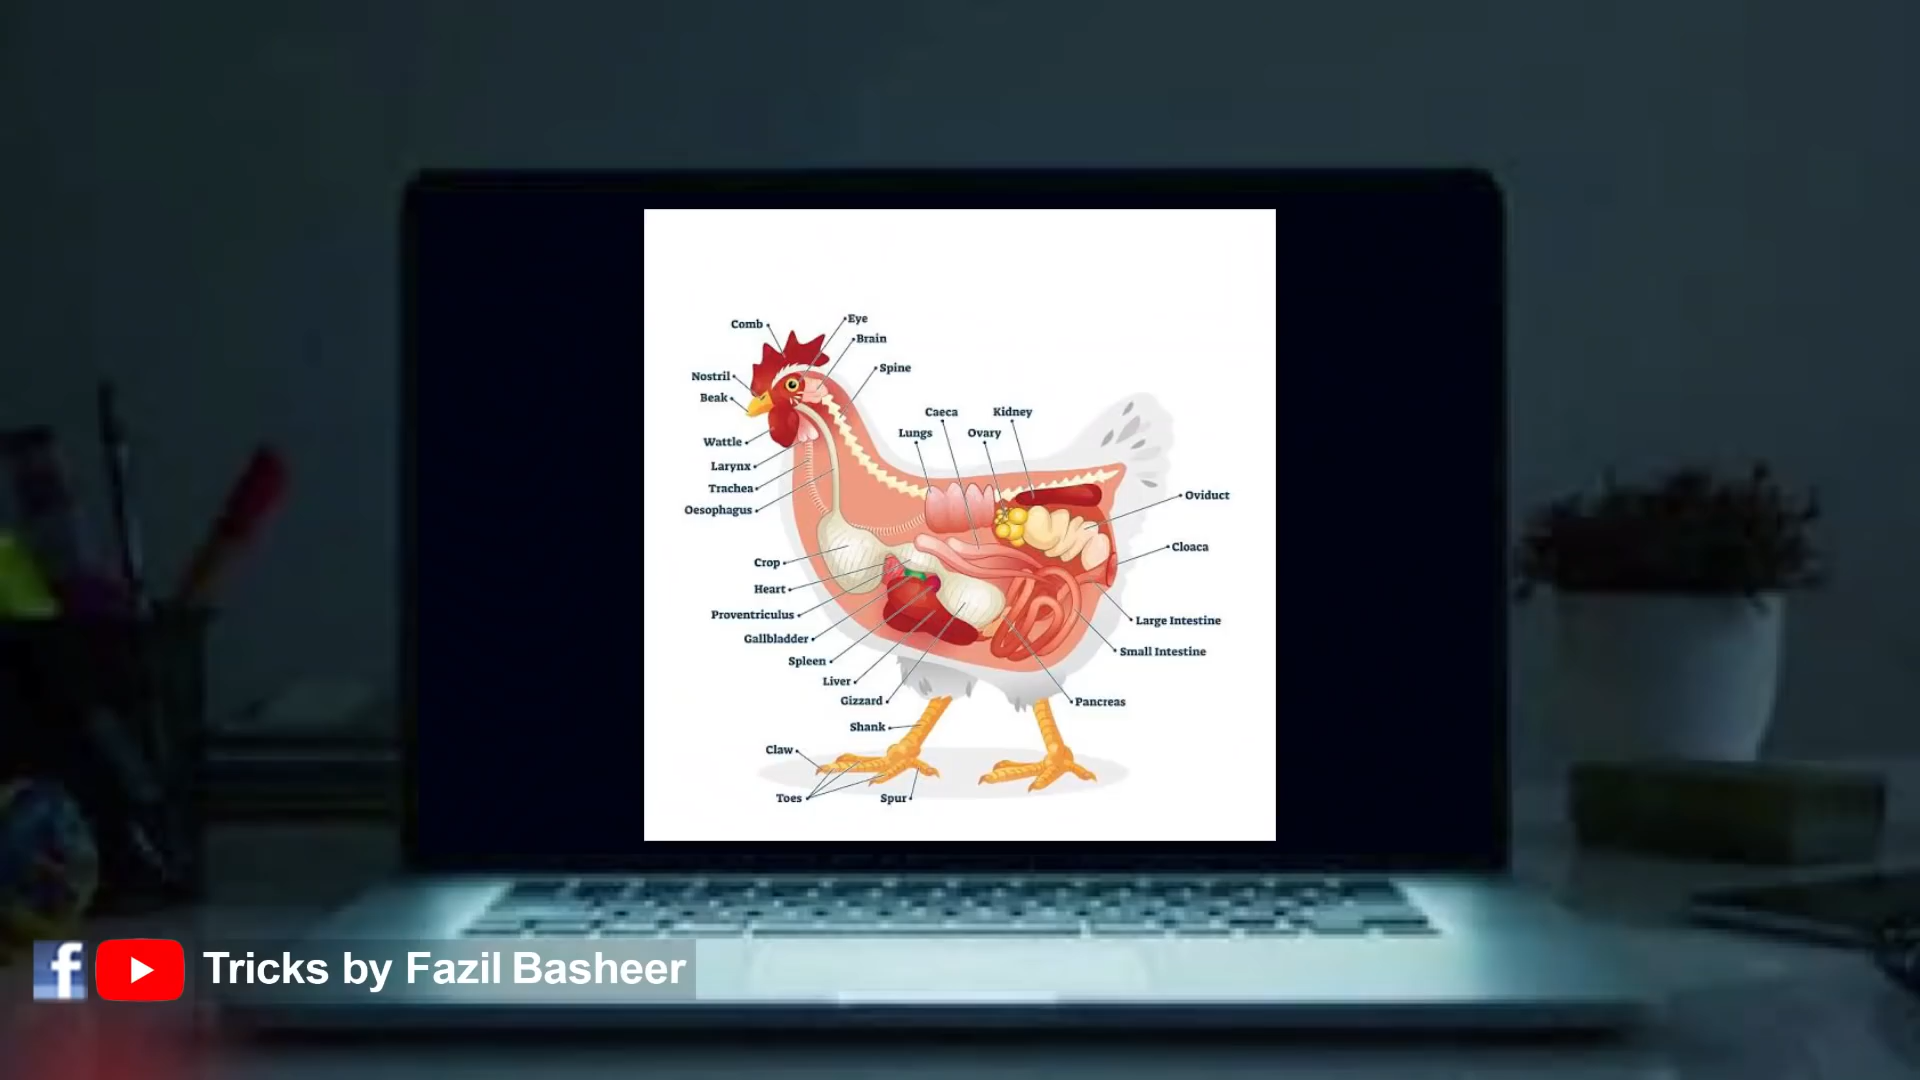 Comb
Eye
Brain
Spine
Nostril
Beak
Caeca
Kidney
Lungs
Ovary
Wattle
Larynx
Trachea
Oesophagus
Oviduct
Cloaca
Crop
Heart
Proventriculus
Gallbladder
Spleen
Liver
Gizzard
Large Intestine
Small Intestine
Pancreas
Shank
Claw
Toes
Spur
f
Tricks by Fazil Basheer